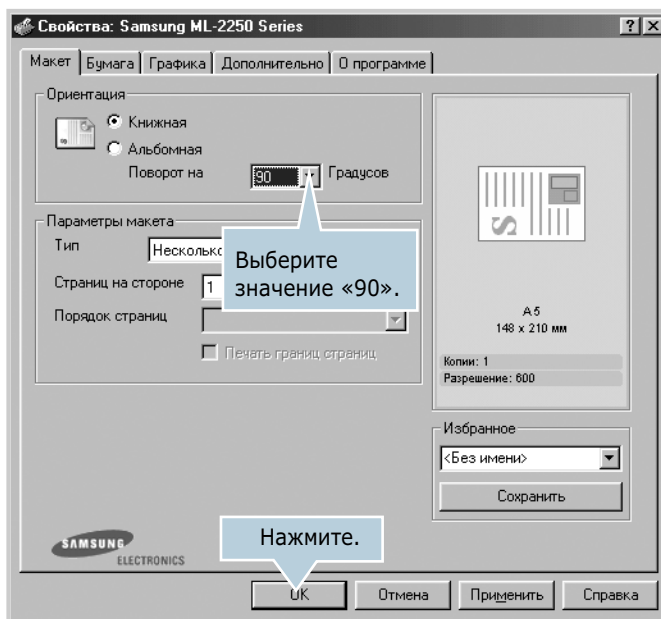 Свойства: Samsung ML-2250 Series
Макет Бумага Графика Дополнительно О программе
Ориентация
Книжная
Альбомная
Поворот на 90 Градусов
Параметры макета
Тип
Выберите
значение «90».
Страниц на стороне 1
Порядок страниц
Печать границ страниц
S
A5
148 x 210 мм
Копии: 1
Разрешение: 600
Избранное
<Без имени>
Сохранить
SAMSUNG
ELECTRONICS
Нажмите.
OK Отмена Применить Справка